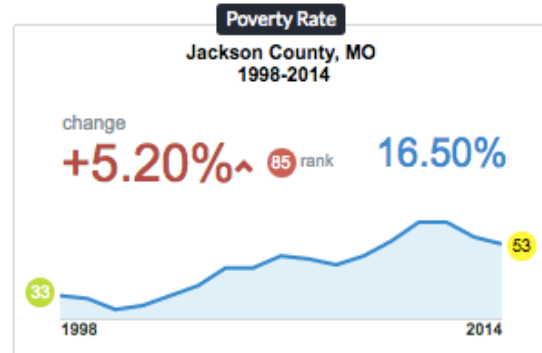 Poverty Rate
Jackson County, MO
1998-2014
change
+5.20% 85 rank 16.50%
33
53
1998 2014